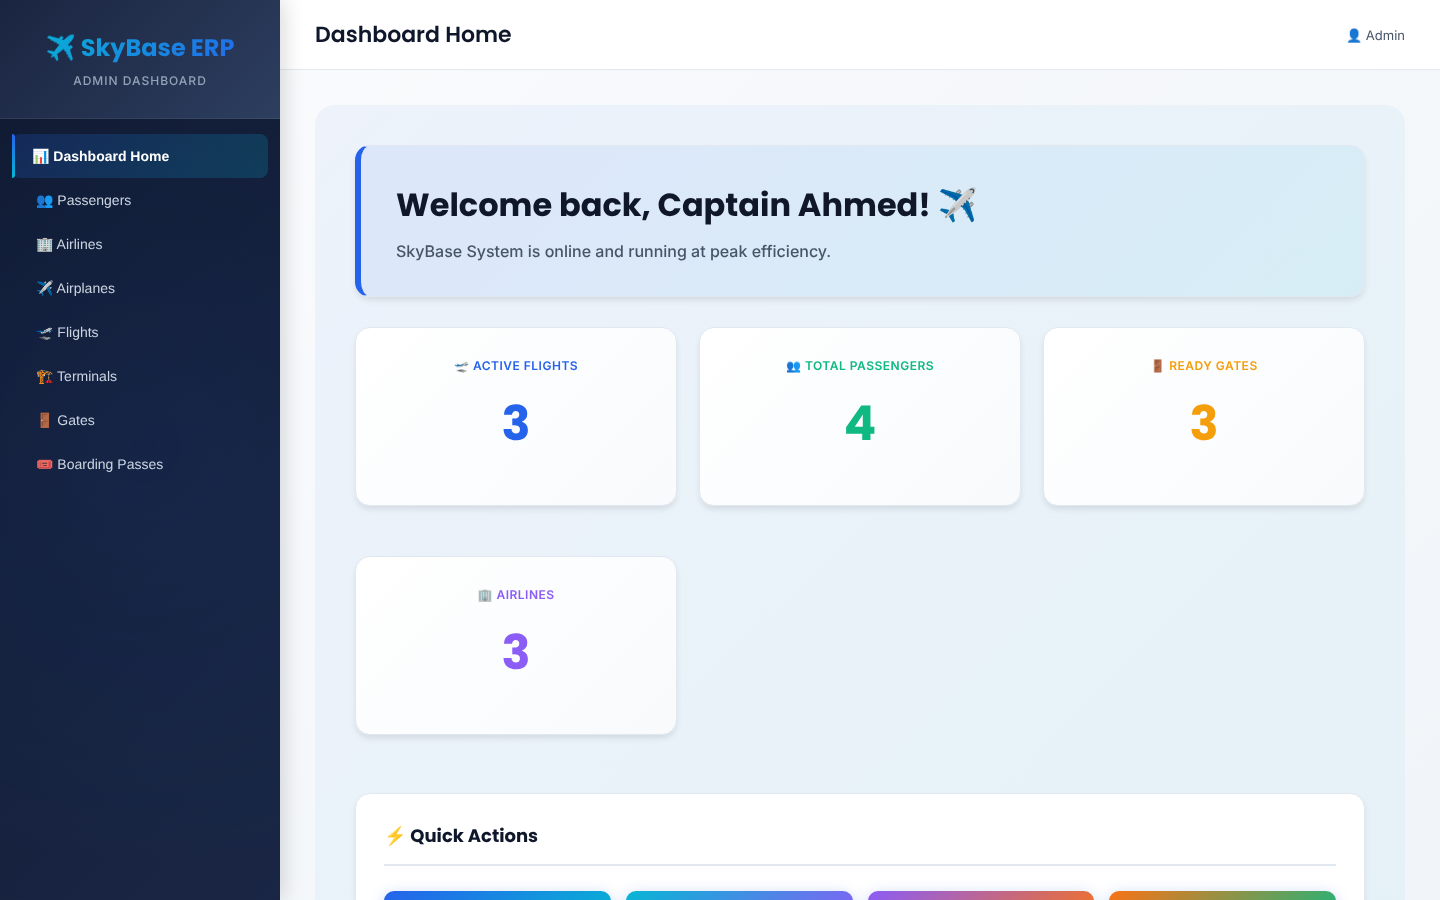 ✈️ SkyBase ERP
ADMIN DASHBOARD
📊 Dashboard Home
👥 Passengers
🏢 Airlines
✈️ Airplanes
🛫 Flights
🏗️ Terminals
🚪 Gates
🎟️ Boarding Passes
Dashboard Home
👤 Admin
Welcome back, Captain Ahmed! ✈️
SkyBase System is online and running at peak efficiency.
🛫 ACTIVE FLIGHTS
3
👥 TOTAL PASSENGERS
4
🚪 READY GATES
3
🏢 AIRLINES
3
⚡ Quick Actions